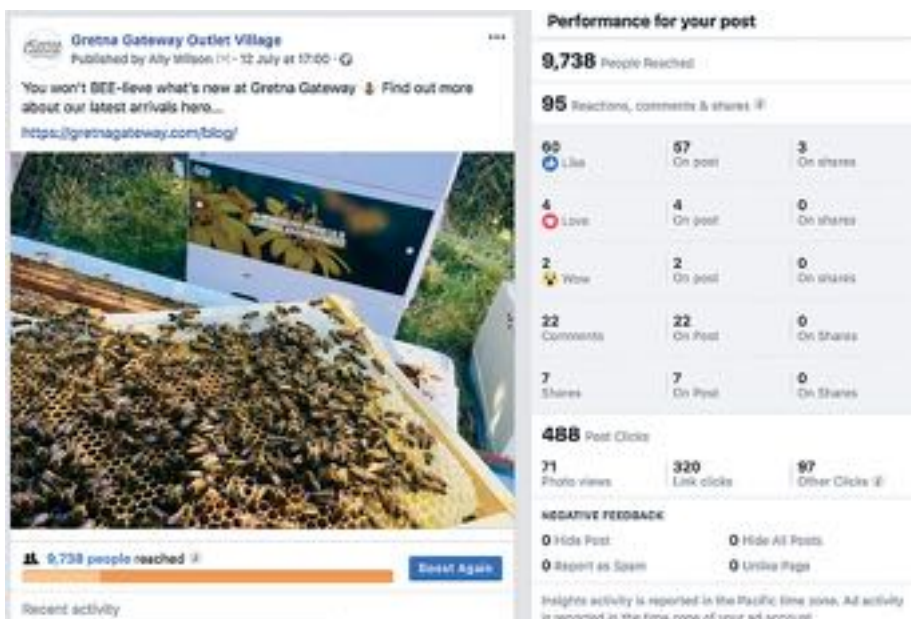 Gretna Gateway Outlet Village
Published by Ally Wilson · 12 July at 17:00 ·
You won't BEE-lieve what's new at Gretna Gateway Find out more
about our latest arrivals here...
https://gretnagateway.com/blog/
9,738 people reached
Boost Again
Recent activity
Performance for your post
9,738 People Reached
95 Reactions, comments & shares
60 57 3
Like On post On shares
4 4 0
Love On post On shares
2 2 0
Wow On post On shares
22 22 0
Comments On Post On Shares
7 7 0
Shares On Post On Shares
488 Post Clicks
71 320 97
Photo views Link clicks Other Clicks
NEGATIVE FEEDBACK
0 Hide Post 0 Hide All Posts
0 Report as Spam 0 Unlike Page
Insights activity is reported in the Pacific time zone. Ad activity
is reported in the time zone of your ad account.